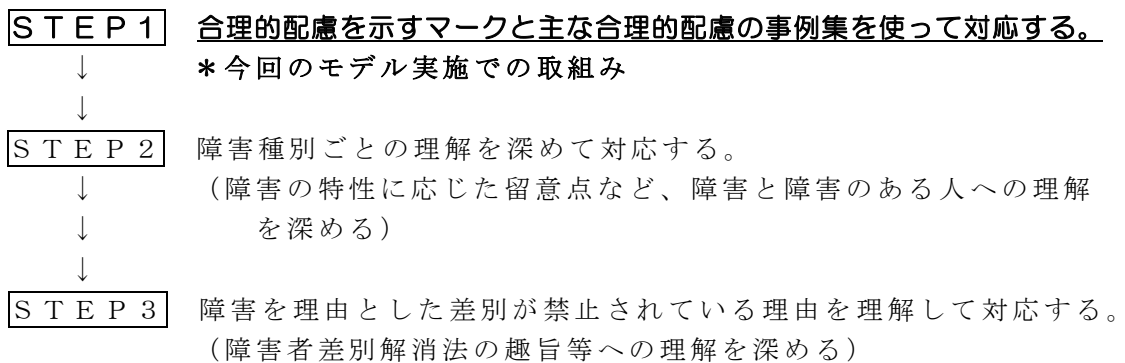 ＳＴＥＰ１ 合理的配慮を示すマークと主な合理的配慮の事例集を使って対応する。
↓ ＊今回のモデル実施での取組み
↓
ＳＴＥＰ２ 障害種別ごとの理解を深めて対応する。
↓ （障害の特性に応じた留意点など、障害と障害のある人への理解
↓ を深める）
↓
ＳＴＥＰ３ 障害を理由とした差別が禁止されている理由を理解して対応する。
（障害者差別解消法の趣旨等への理解を深める）